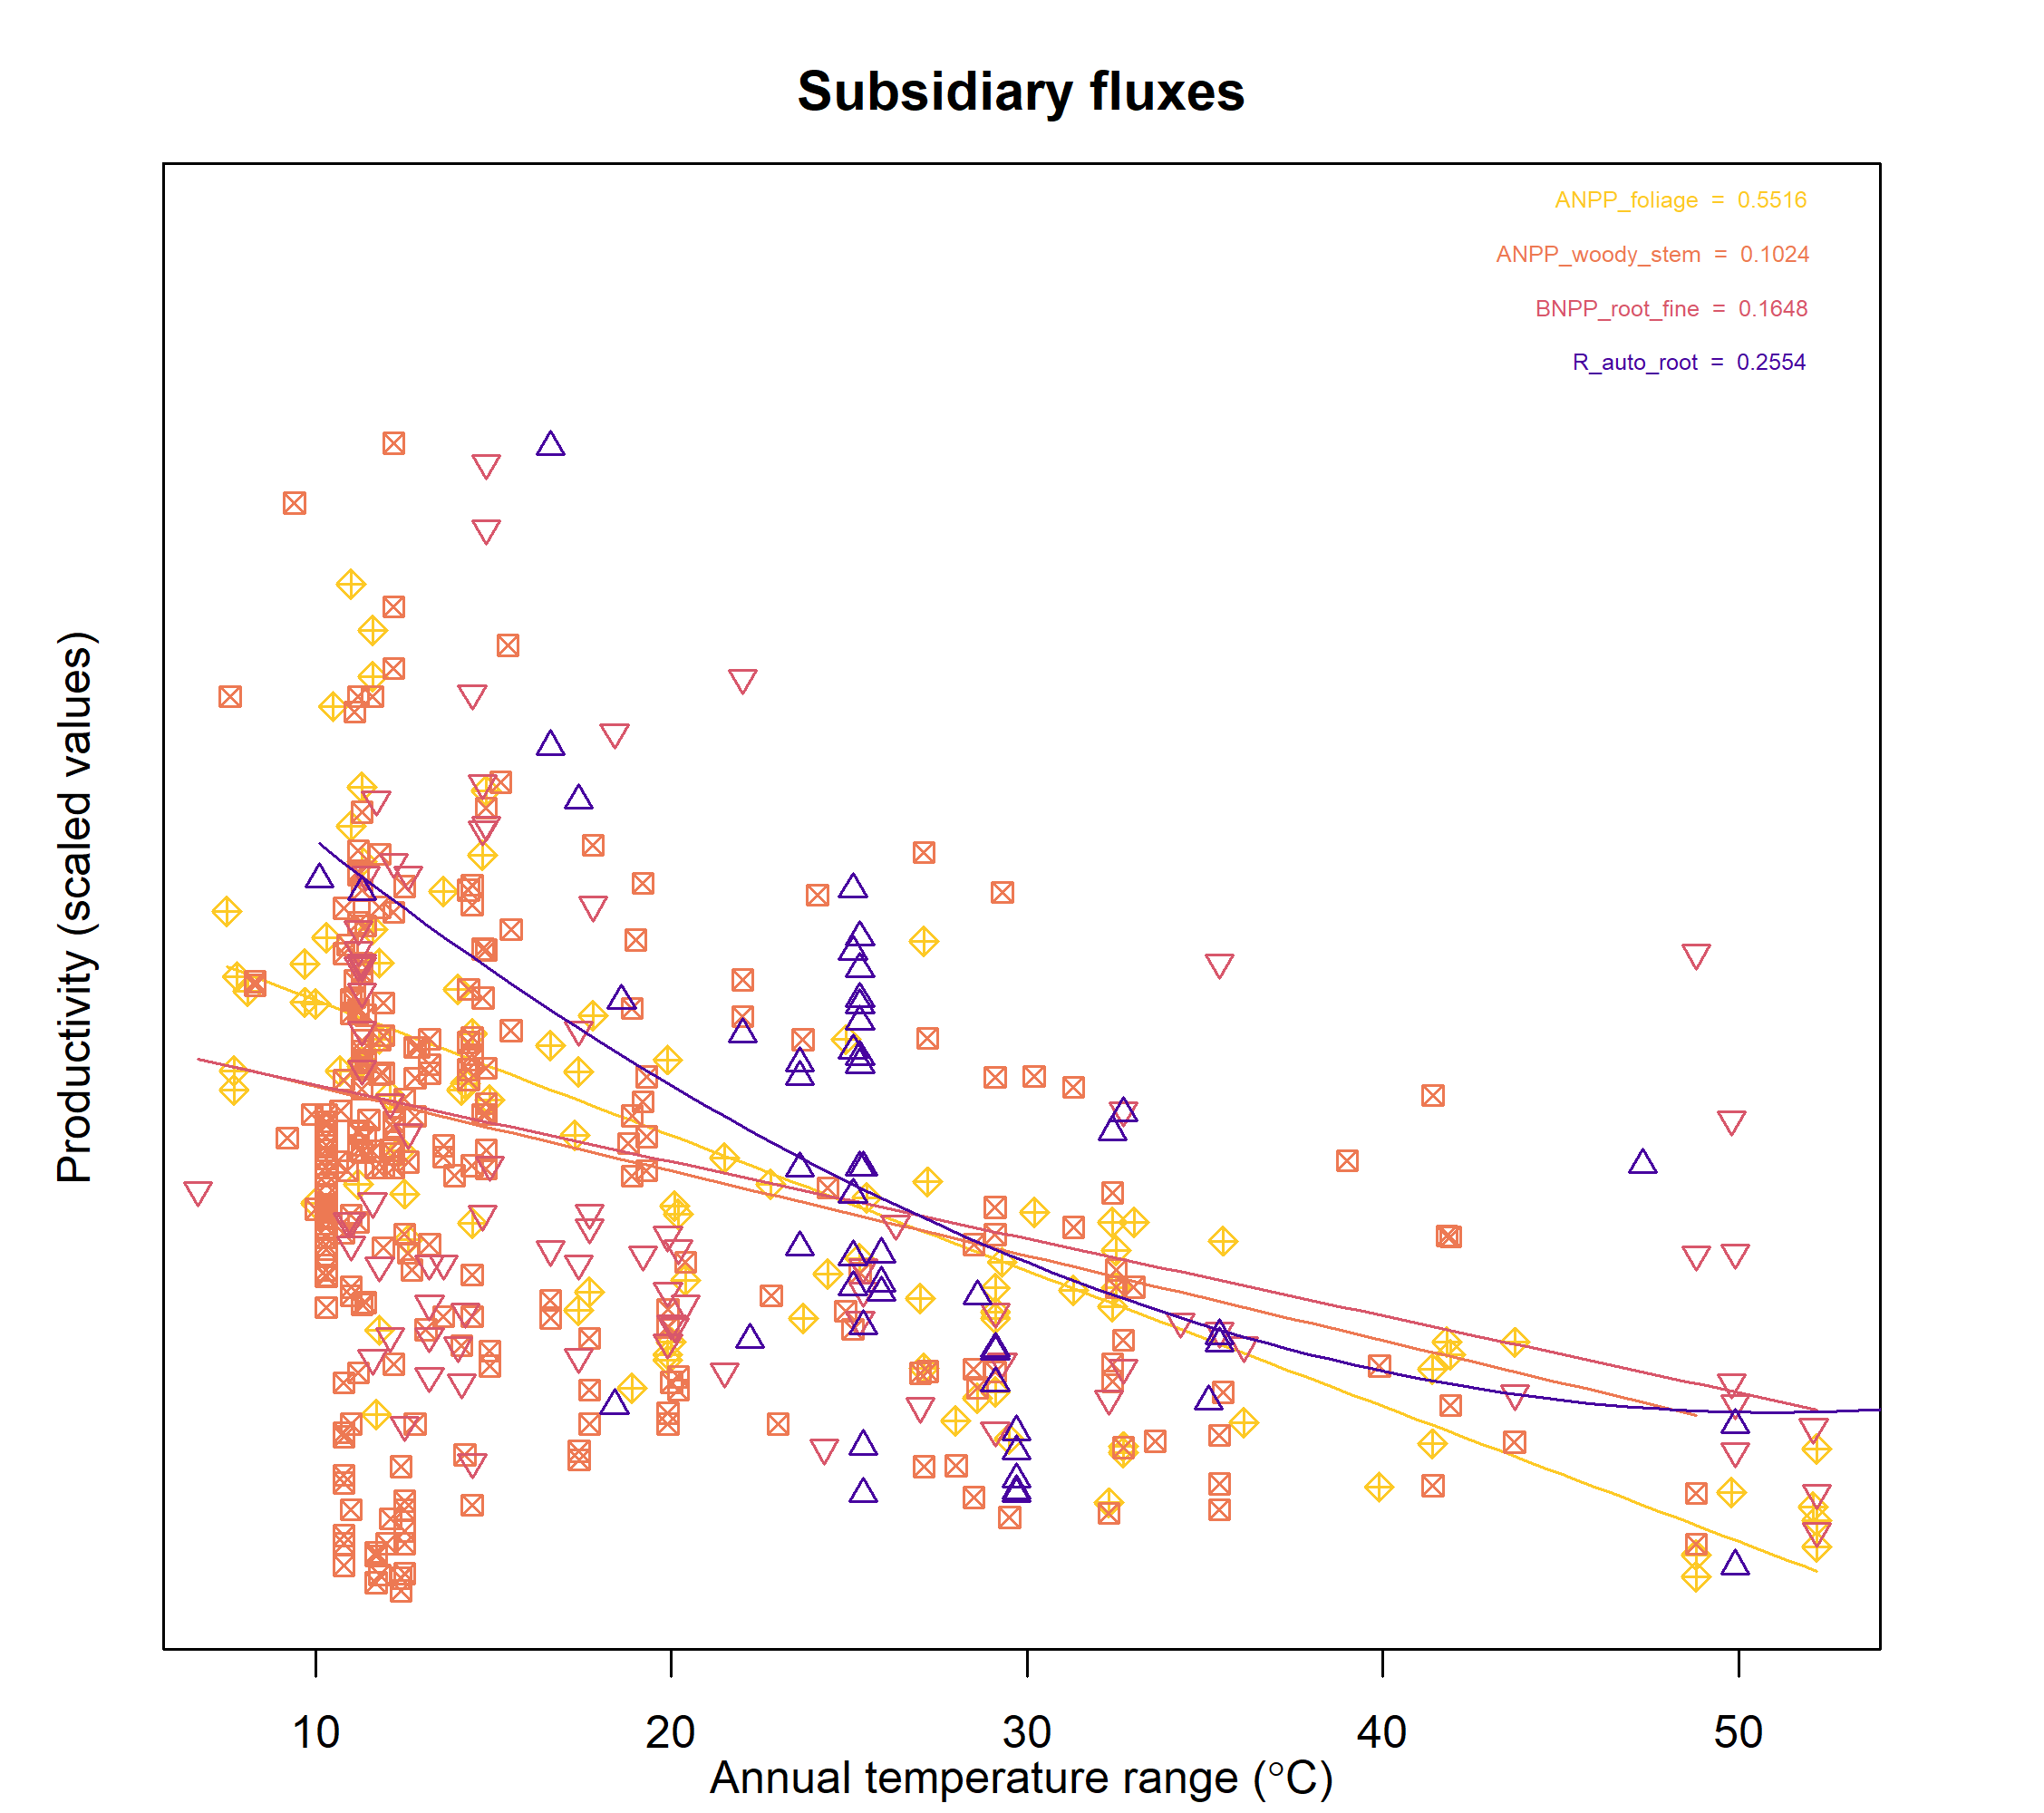 Subsidiary fluxes
ANPP_foliage = 0.5516
ANPP_woody_stem = 0.1024
BNPP_root_fine = 0.1648
R_auto_root = 0.2554
Productivity (scaled values)
10 20 30 40 50
Annual temperature range (°C)